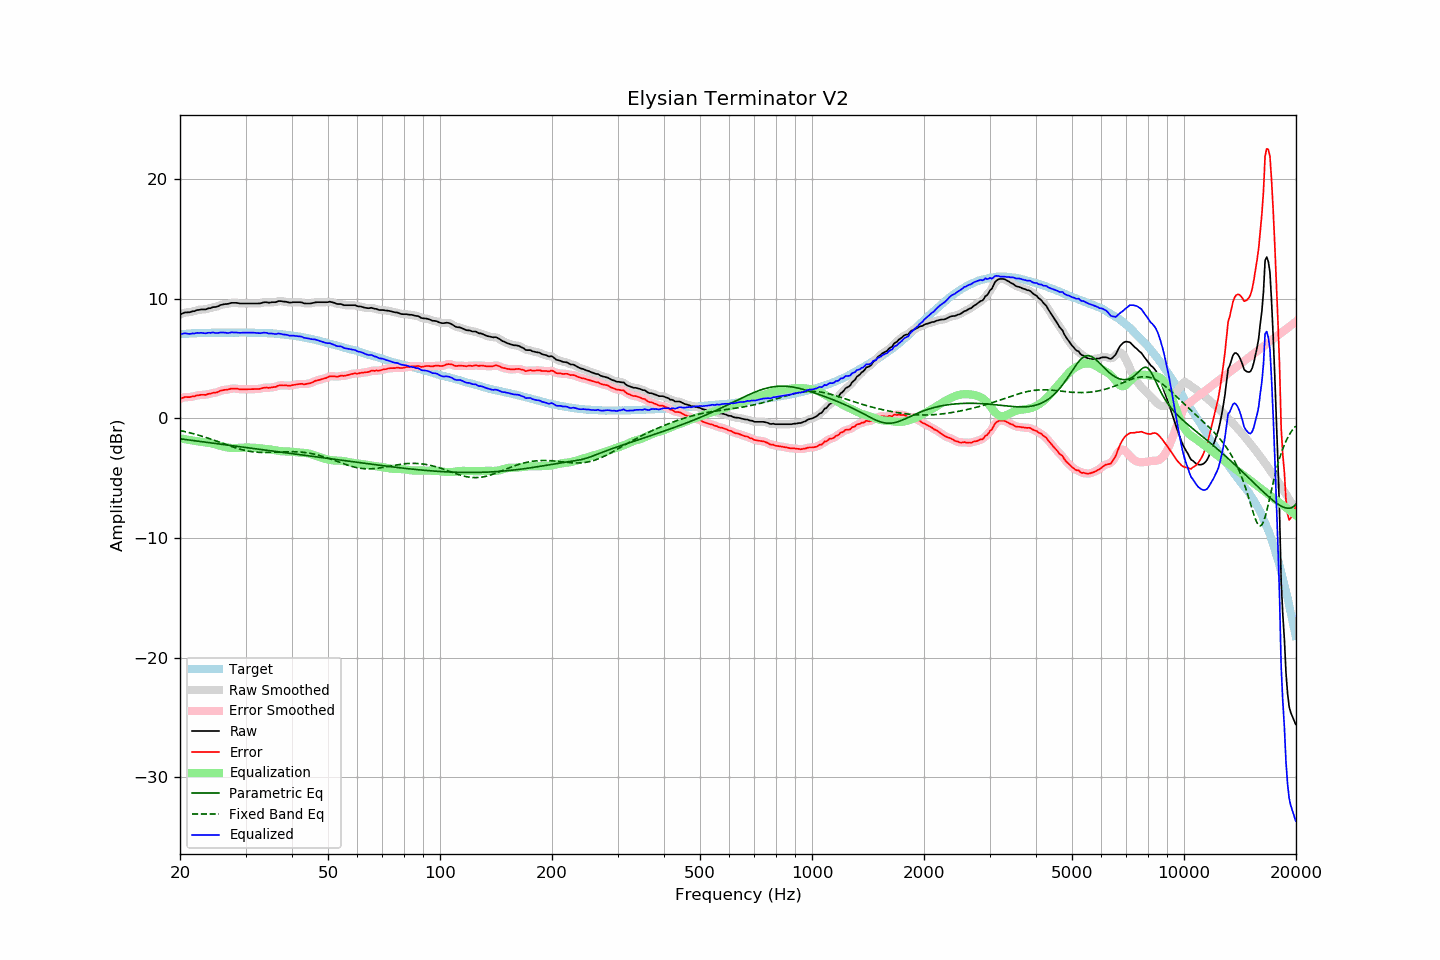 Elysian Terminator V2
20
10
0
−10
−20
−30
Amplitude (dBr)
Target
Raw Smoothed
Error Smoothed
Raw
Error
Equalization
Parametric Eq
Fixed Band Eq
Equalized
20 50 100 200 500 1000 2000 5000 10000 20000
Frequency (Hz)